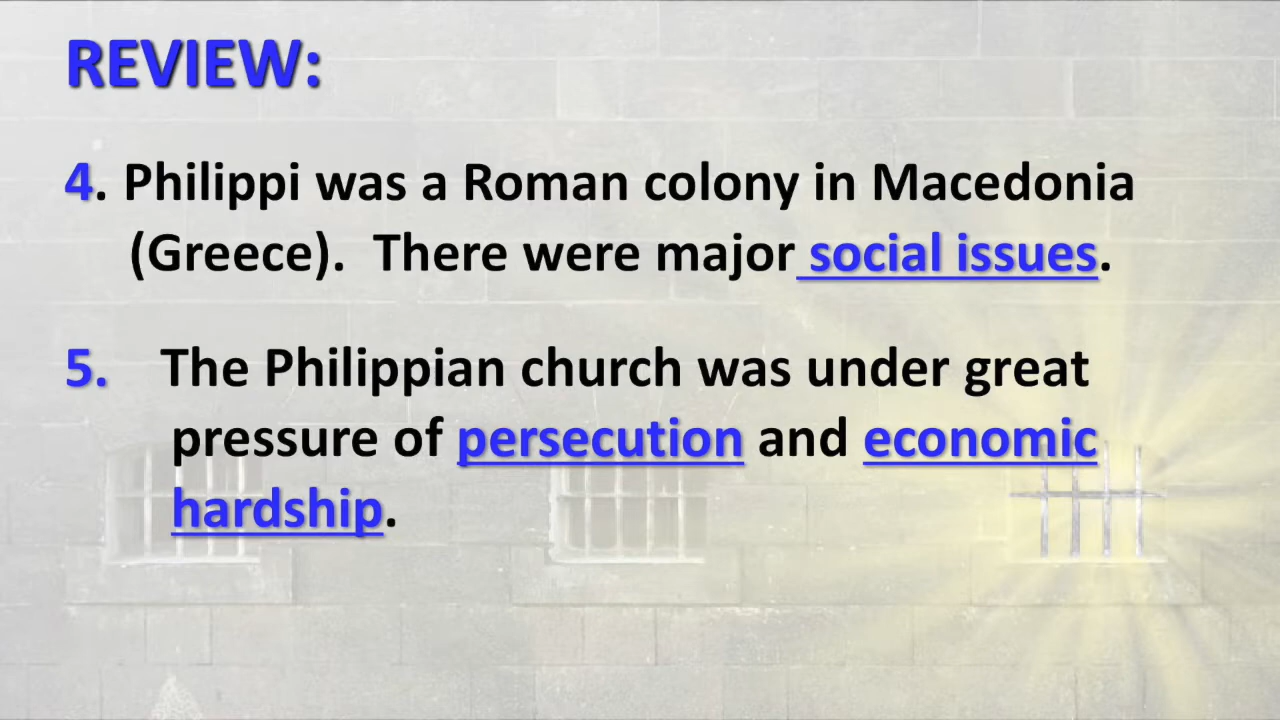 REVIEW:
4. Philippi was a Roman colony in Macedonia
(Greece).  There were major social issues.
5. The Philippian church was under great
pressure of persecution and economic
hardship.